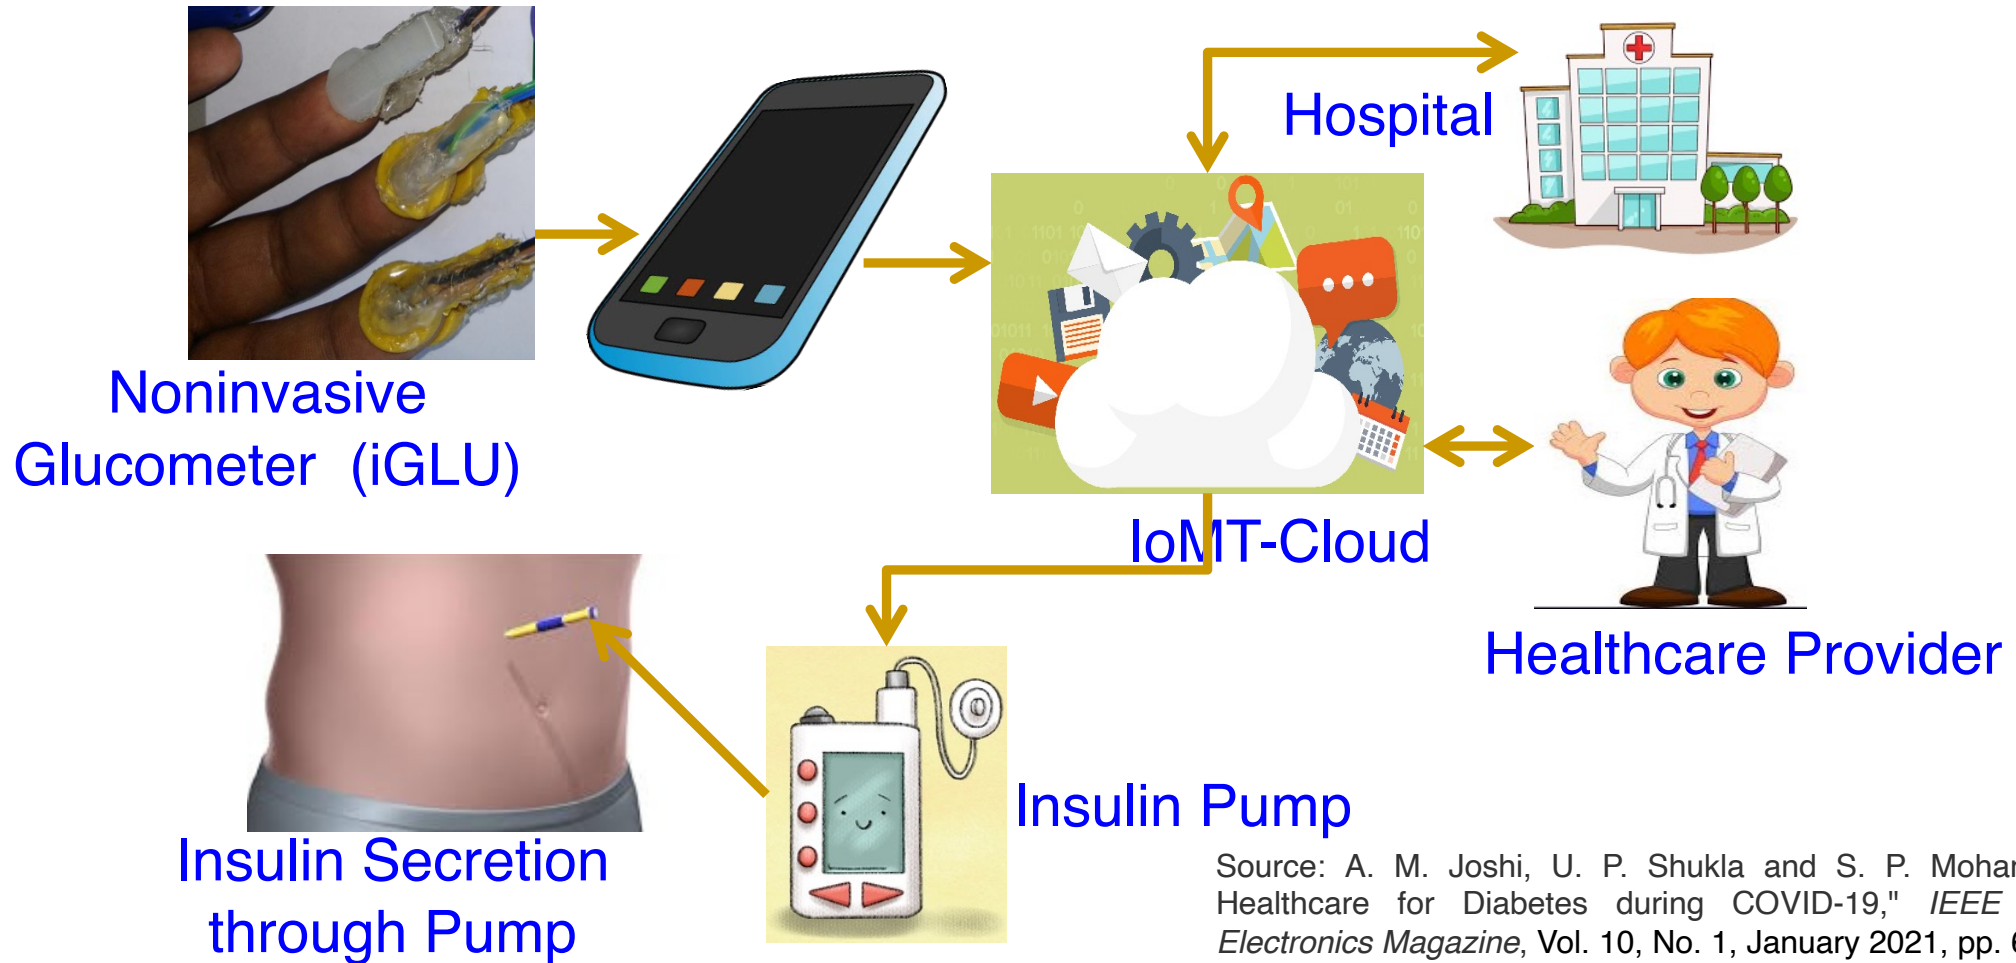 Hospital
Noninvasive
Glucometer (iGLU)
IoMT-Cloud
Healthcare Provider
Insulin Pump
Insulin Secretion
through Pump
Source: A. M. Joshi, U. P. Shukla and S. P.
Healthcare for Diabetes during COVID-19," IEEE
Electronics Magazine, Vol. 10, No. 1, January 2021, pp.